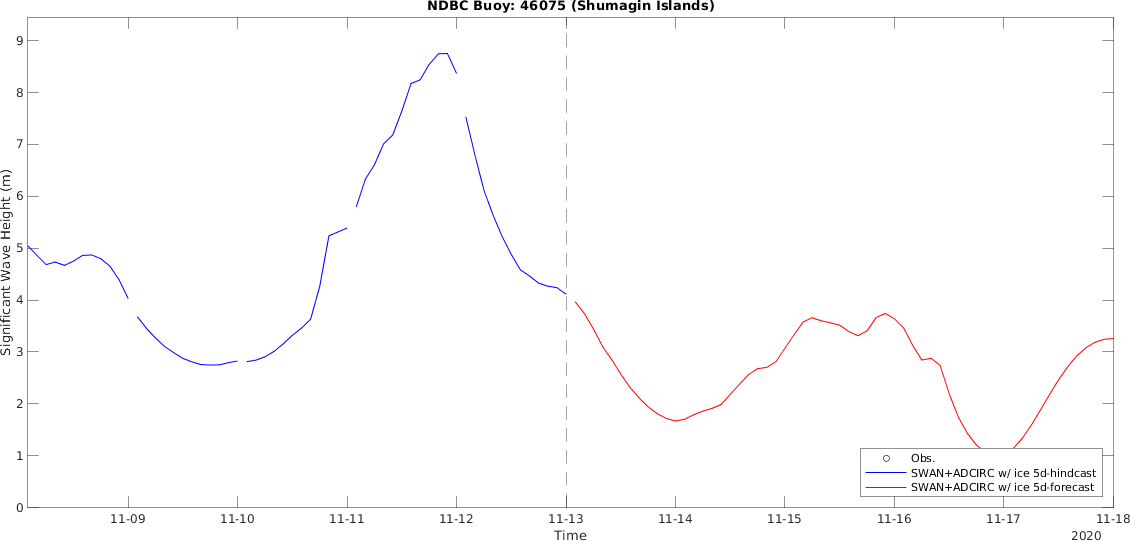 NDBC Buoy: 46075 (Shumagin Islands)
Significant Wave Height (m)
9
8
7
6
5
4
3
2
1
0
Obs.
SWAN+ADCIRC w/ ice 5d-hindcast
SWAN+ADCIRC w/ ice 5d-forecast
11-09 11-10 11-11 11-12 11-13 11-14 11-15 11-16 11-17 11-18
Time
2020